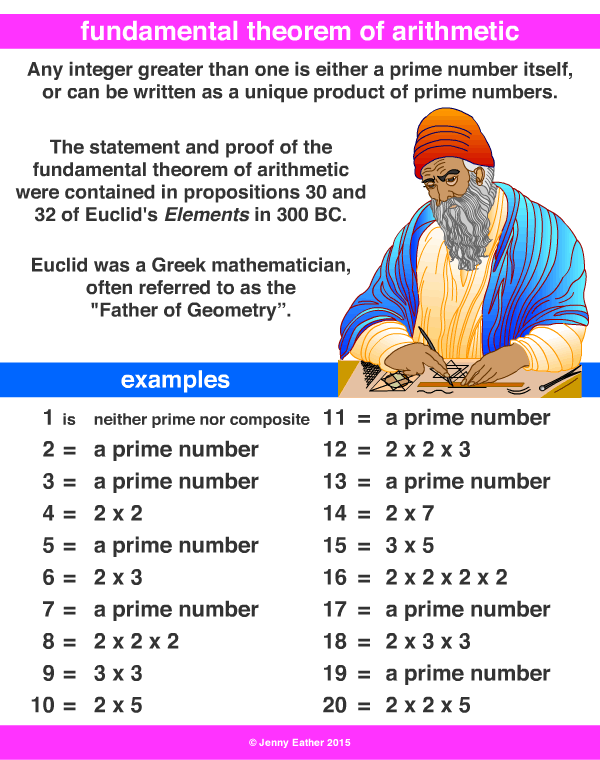 fundamental theorem of arithmetic
Any integer greater than one is either a prime number itself,
or can be written as a unique product of prime numbers.
The statement and proof of the
fundamental theorem of arithmetic
were contained in propositions 30 and
32 of Euclid's Elements in 300 BC.
Euclid was a Greek mathematician,
often referred to as the
"Father of Geometry”.
examples
1 is neither prime nor composite
2 = a prime number
3 = a prime number
4 = 2 x 2
5 = a prime number
6 = 2 x 3
7 = a prime number
8 = 2 x 2 x 2
9 = 3 x 3
10 = 2 x 5
11 = a prime number
12 = 2 x 2 x 3
13 = a prime number
14 = 2 x 7
15 = 3 x 5
16 = 2 x 2 x 2 x 2
17 = a prime number
18 = 2 x 3 x 3
19 = a prime number
20 = 2 x 2 x 5
© Jenny Eather 2015